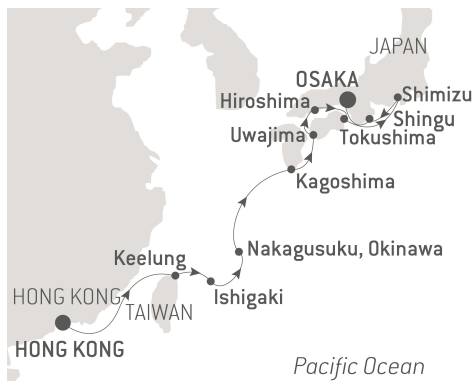 JAPAN
OSAKA
Hiroshima
Shimizu
Shingu
Uwajima
Tokushima
Kagoshima
Nakagusuku, Okinawa
Keelung
Ishigaki
HONG KONG
TAIWAN
HONG KONG
Pacific Ocean